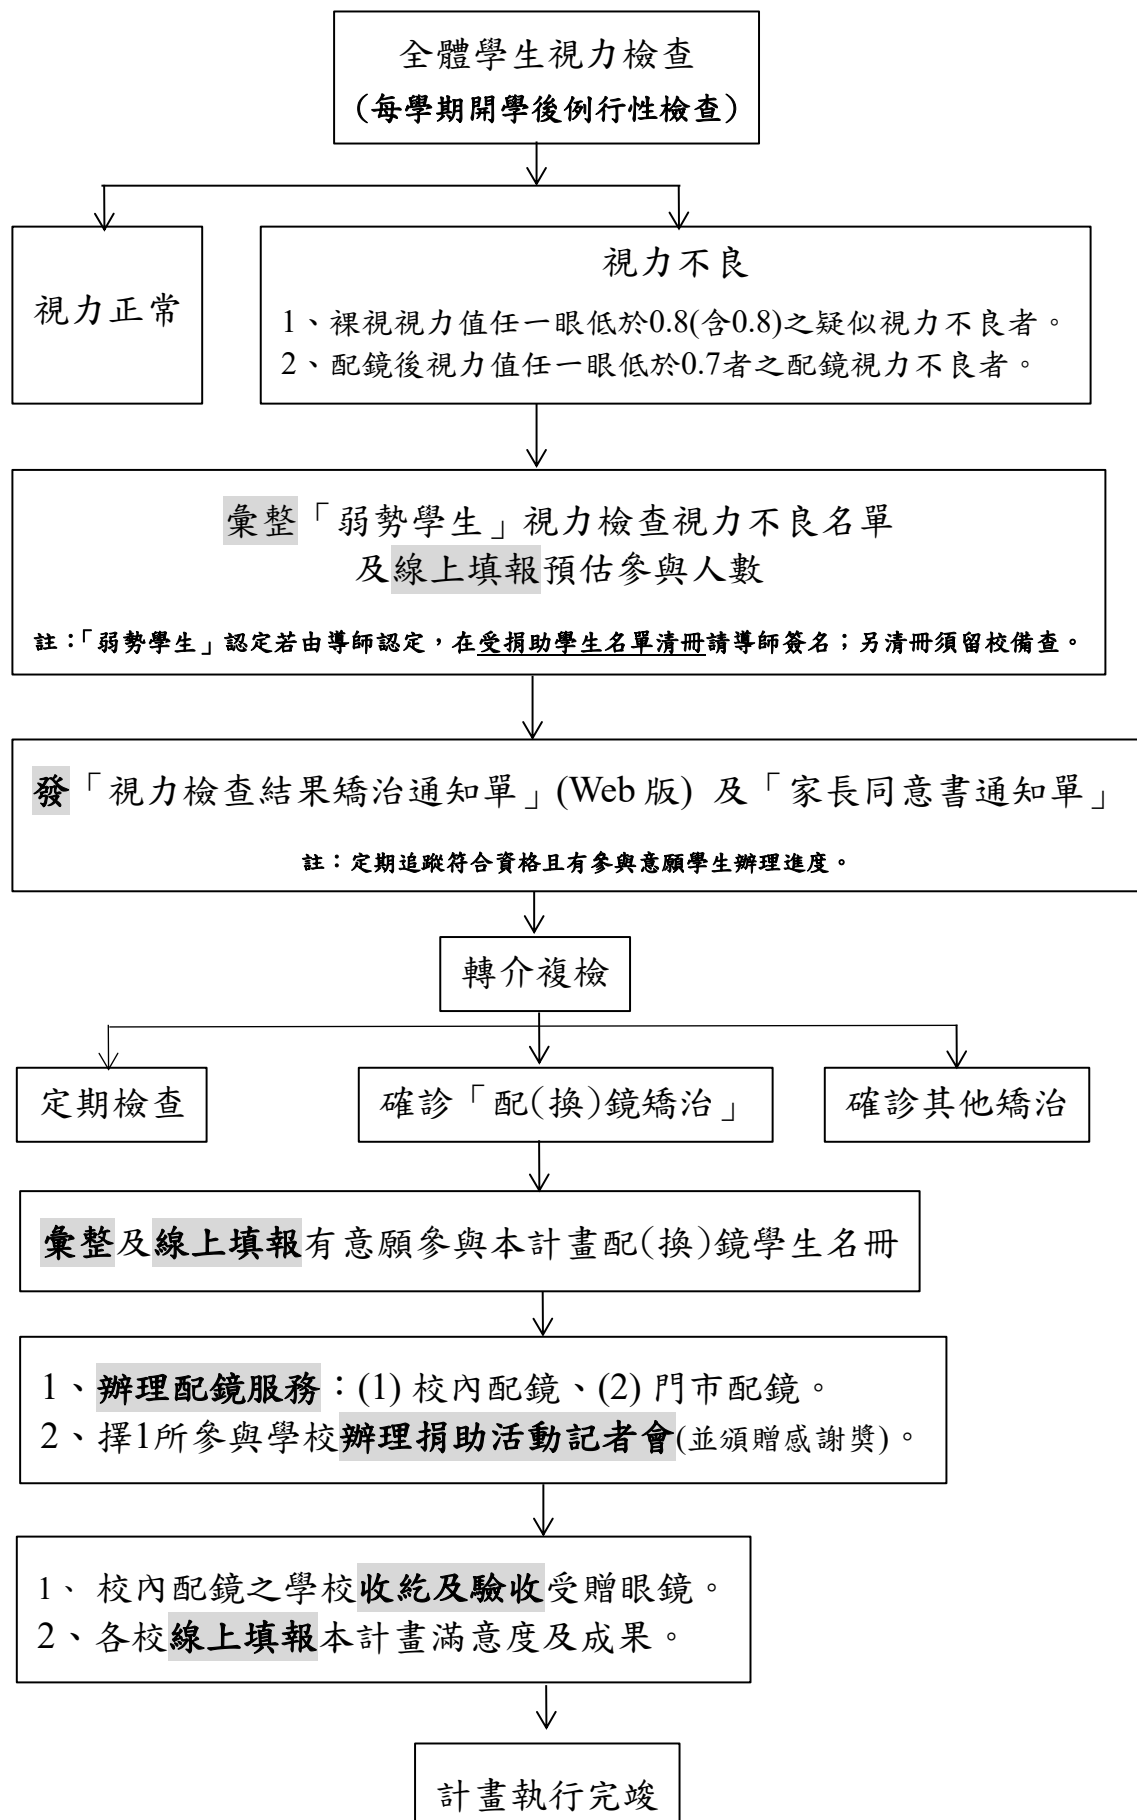 全體學生視力檢查
(每學期開學後例行性檢查)
視力正常
視力不良
1、裸視視力值任一眼低於0.8(含0.8)之疑似視力不良者。
2、配鏡後視力值任一眼低於0.7者之配鏡視力不良者。
彙整「弱勢學生」視力檢查視力不良名單
及線上填報預估參與人數
註：「弱勢學生」認定若由導師認定，在受捐助學生名單清冊請導師簽名；另清冊須留校備查。
發「視力檢查結果矯治通知單」(Web 版) 及「家長同意書通知單」
註：定期追蹤符合資格且有參與意願學生辦理進度。
轉介複檢
定期檢查
確診「配(換)鏡矯治」
確診其他矯治
彙整及線上填報有意願參與本計畫配(換)鏡學生名冊
1、辦理配鏡服務：(1) 校內配鏡、(2) 門市配鏡。
2、擇1所參與學校辦理捐助活動記者會(並頒贈感謝獎)。
1、 校內配鏡之學校收訖及驗收受贈眼鏡。
2、各校線上填報本計畫滿意度及成果。
計畫執行完竣